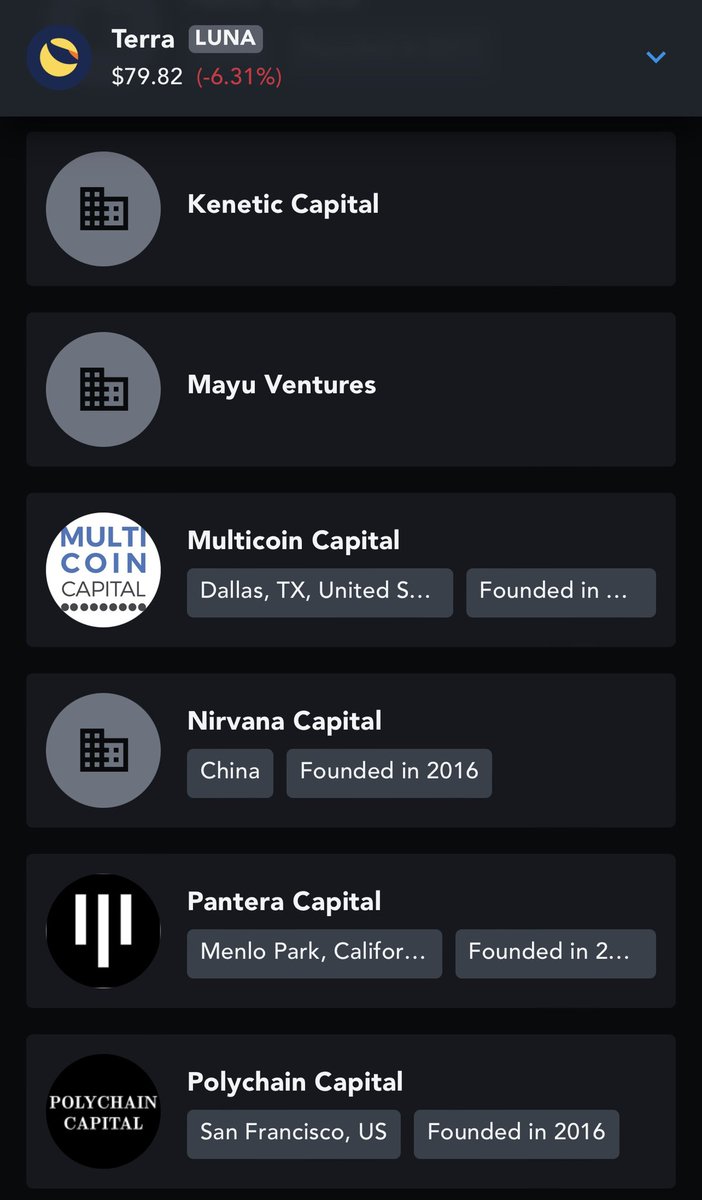 Terra LUNA
$79.82 (-6.31%)
Kenetic Capital
Mayu Ventures
MULTI
COIN
CAPITAL
Multicoin Capital
Dallas, TX, United S... Founded in ...
Nirvana Capital
China Founded in 2016
Pantera Capital
Menlo Park, Califor... Founded in 2...
POLYCHAIN
CAPITAL
Polychain Capital
San Francisco, US Founded in 2016